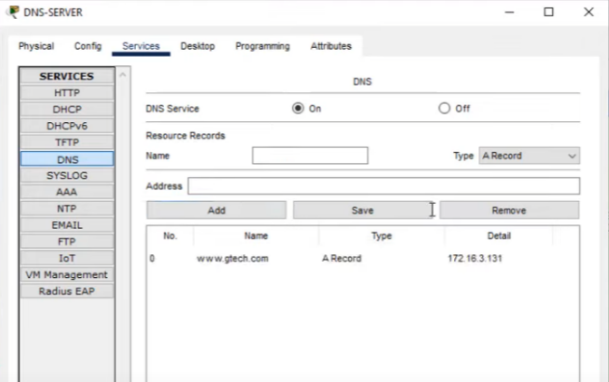 DNS-SERVER
Physical Config Services Desktop Programming Attributes
SERVICES
HTTP
DHCP
DHCPv6
TFTP
DNS
SYSLOG
AAA
NTP
EMAIL
FTP
IoT
VM Management
Radius EAP
DNS
DNS Service On Off
Resource Records
Name Type A Record
Address
Add Save Remove
No. Name Type Detail
0 www.gtech.com A Record 172.16.3.131